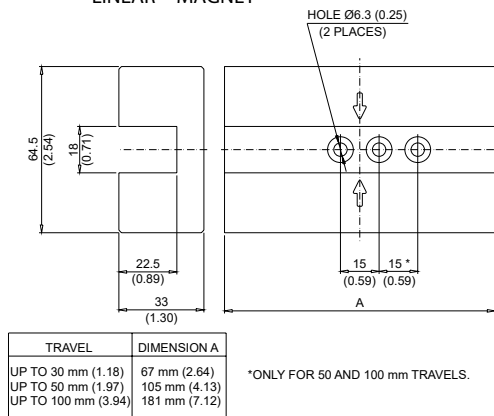 LINEAR MAGNET
HOLE Ø6.3 (0.25)
(2 PLACES)
64.5
(2.54)
18
(0.71)
22.5
(0.89)
33
(1.30)
15
(0.59)
15 *
(0.59)
A
TRAVEL DIMENSION A
UP TO 30 mm (1.18) 67 mm (2.64)
UP TO 50 mm (1.97) 105 mm (4.13)
UP TO 100 mm (3.94) 181 mm (7.12)
*ONLY FOR 50 AND 100 mm TRAVELS.